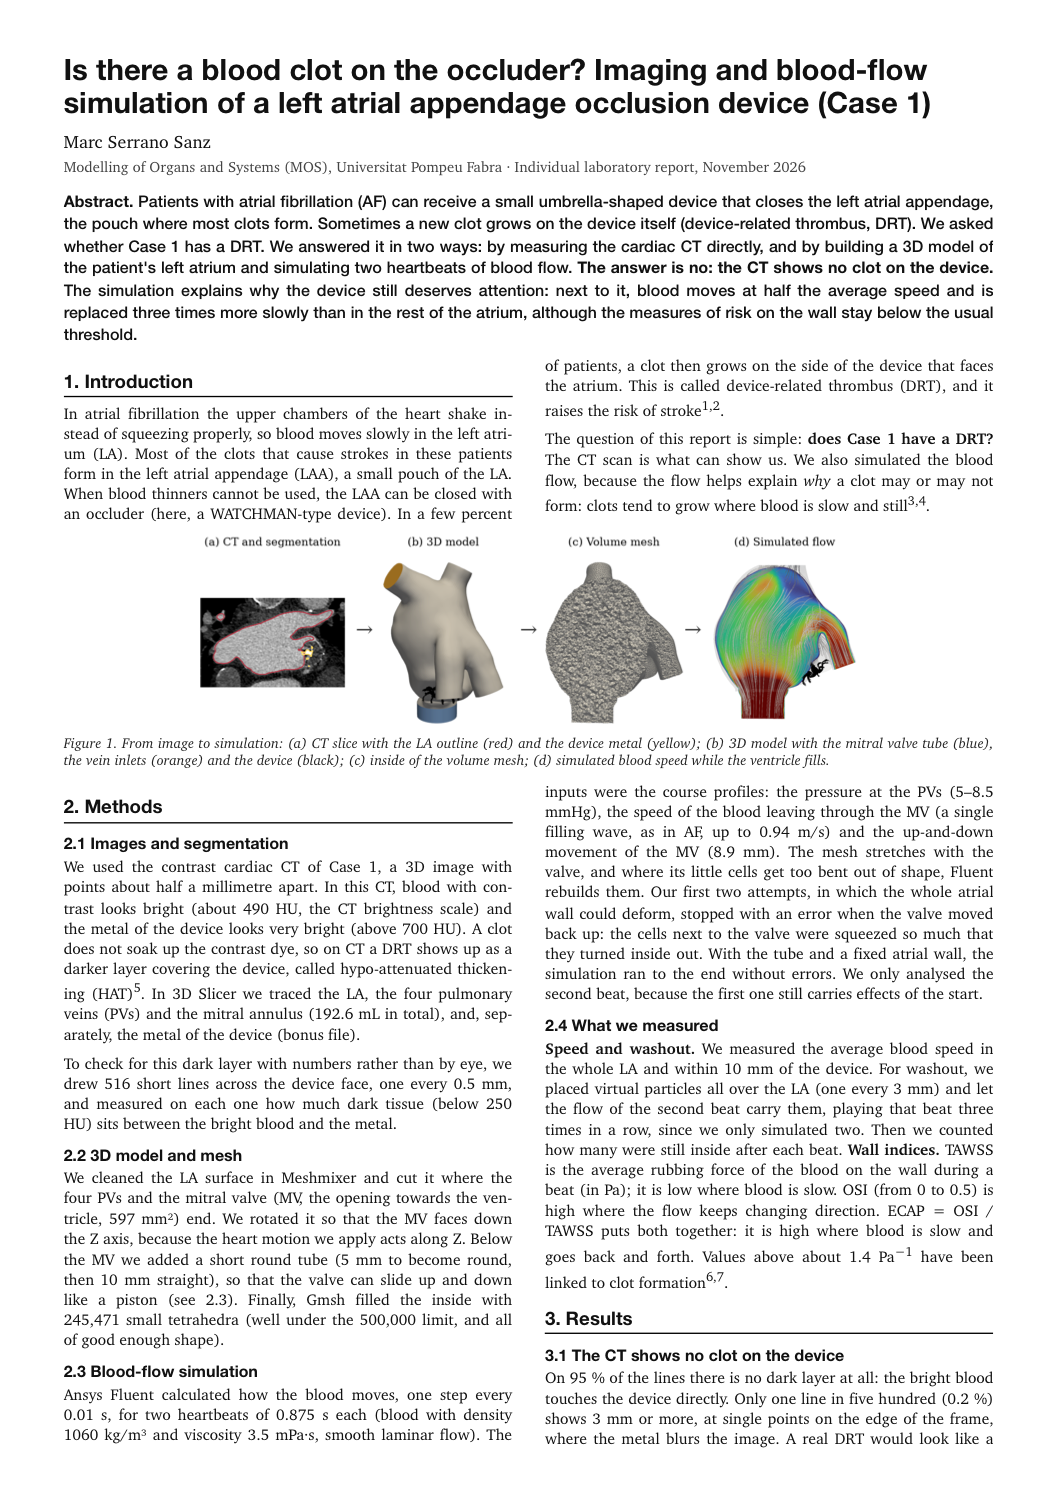 Is there a blood clot on the occluder? Imaging and blood-flow
simulation of a left atrial appendage occlusion device (Case 1)
Marc Serrano Sanz
Modelling of Organs and Systems (MOS), Universitat Pompeu Fabra · Individual laboratory report, November 2026
Abstract. Patients with atrial fibrillation (AF) can receive a small umbrella-shaped device that closes the left atrial appendage,
the pouch where most clots form. Sometimes a new clot grows on the device itself (device-related thrombus, DRT). We asked
whether Case 1 has a DRT. We answered it in two ways: by measuring the cardiac CT directly, and by building a 3D model of
the patient's left atrium and simulating two heartbeats of blood flow. The answer is no: the CT shows no clot on the device.
The simulation explains why the device still deserves attention: next to it, blood moves at half the average speed and is
replaced three times more slowly than in the rest of the atrium, although the measures of risk on the wall stay below the usual
threshold.
1. Introduction
In atrial fibrillation the upper chambers of the heart shake in-
stead of squeezing properly, so blood moves slowly in the left atri-
um (LA). Most of the clots that cause strokes in these patients
form in the left atrial appendage (LAA), a small pouch of the LA.
When blood thinners cannot be used, the LAA can be closed with
an occluder (here, a WATCHMAN-type device). In a few percent
of patients, a clot then grows on the side of the device that faces
the atrium. This is called device-related thrombus (DRT), and it
raises the risk of stroke1,2.
The question of this report is simple: does Case 1 have a DRT?
The CT scan is what can show us. We also simulated the blood
flow, because the flow helps explain why a clot may or may not
form: clots tend to grow where blood is slow and still3,4.
(a) CT and segmentation
(b) 3D model
(c) Volume mesh
(d) Simulated flow
Figure 1. From image to simulation: (a) CT slice with the LA outline (red) and the device metal (yellow); (b) 3D model with the mitral valve tube (blue),
the vein inlets (orange) and the device (black); (c) inside of the volume mesh; (d) simulated blood speed while the ventricle fills.
2. Methods
2.1 Images and segmentation
We used the contrast cardiac CT of Case 1, a 3D image with
points about half a millimetre apart. In this CT, blood with con-
trast looks bright (about 490 HU, the CT brightness scale) and
the metal of the device looks very bright (above 700 HU). A clot
does not soak up the contrast dye, so on CT a DRT shows up as a
darker layer covering the device, called hypo-attenuated thicken-
ing (HAT)5. In 3D Slicer we traced the LA, the four pulmonary
veins (PVs) and the mitral annulus (192.6 mL in total), and, sep-
arately, the metal of the device (bonus file).
To check for this dark layer with numbers rather than by eye, we
drew 516 short lines across the device face, one every 0.5 mm,
and measured on each one how much dark tissue (below 250
HU) sits between the bright blood and the metal.
2.2 3D model and mesh
We cleaned the LA surface in Meshmixer and cut it where the
four PVs and the mitral valve (MV, the opening towards the ven-
tricle, 597 mm²) end. We rotated it so that the MV faces down
the Z axis, because the heart motion we apply acts along Z. Below
the MV we added a short round tube (5 mm to become round,
then 10 mm straight), so that the valve can slide up and down
like a piston (see 2.3). Finally, Gmsh filled the inside with
245,471 small tetrahedra (well under the 500,000 limit, and all
of good enough shape).
2.3 Blood-flow simulation
Ansys Fluent calculated how the blood moves, one step every
0.01 s, for two heartbeats of 0.875 s each (blood with density
1060 kg/m³ and viscosity 3.5 mPa·s, smooth laminar flow). The
inputs were the course profiles: the pressure at the PVs (5–8.5
mmHg), the speed of the blood leaving through the MV (a single
filling wave, as in AF, up to 0.94 m/s) and the up-and-down
movement of the MV (8.9 mm). The mesh stretches with the
valve, and where its little cells get too bent out of shape, Fluent
rebuilds them. Our first two attempts, in which the whole atrial
wall could deform, stopped with an error when the valve moved
back up: the cells next to the valve were squeezed so much that
they turned inside out. With the tube and a fixed atrial wall, the
simulation ran to the end without errors. We only analysed the
second beat, because the first one still carries effects of the start.
2.4 What we measured
Speed and washout. We measured the average blood speed in
the whole LA and within 10 mm of the device. For washout, we
placed virtual particles all over the LA (one every 3 mm) and let
the flow of the second beat carry them, playing that beat three
times in a row, since we only simulated two. Then we counted
how many were still inside after each beat. Wall indices. TAWSS
is the average rubbing force of the blood on the wall during a
beat (in Pa); it is low where blood is slow. OSI (from 0 to 0.5) is
high where the flow keeps changing direction. ECAP = OSI /
TAWSS puts both together: it is high where blood is slow and
goes back and forth. Values above about 1.4 Pa−1 have been
linked to clot formation6,7.
3. Results
3.1 The CT shows no clot on the device
On 95 % of the lines there is no dark layer at all: the bright blood
touches the device directly. Only one line in five hundred (0.2 %)
shows 3 mm or more, at single points on the edge of the frame,
where the metal blurs the image. A real DRT would look like a